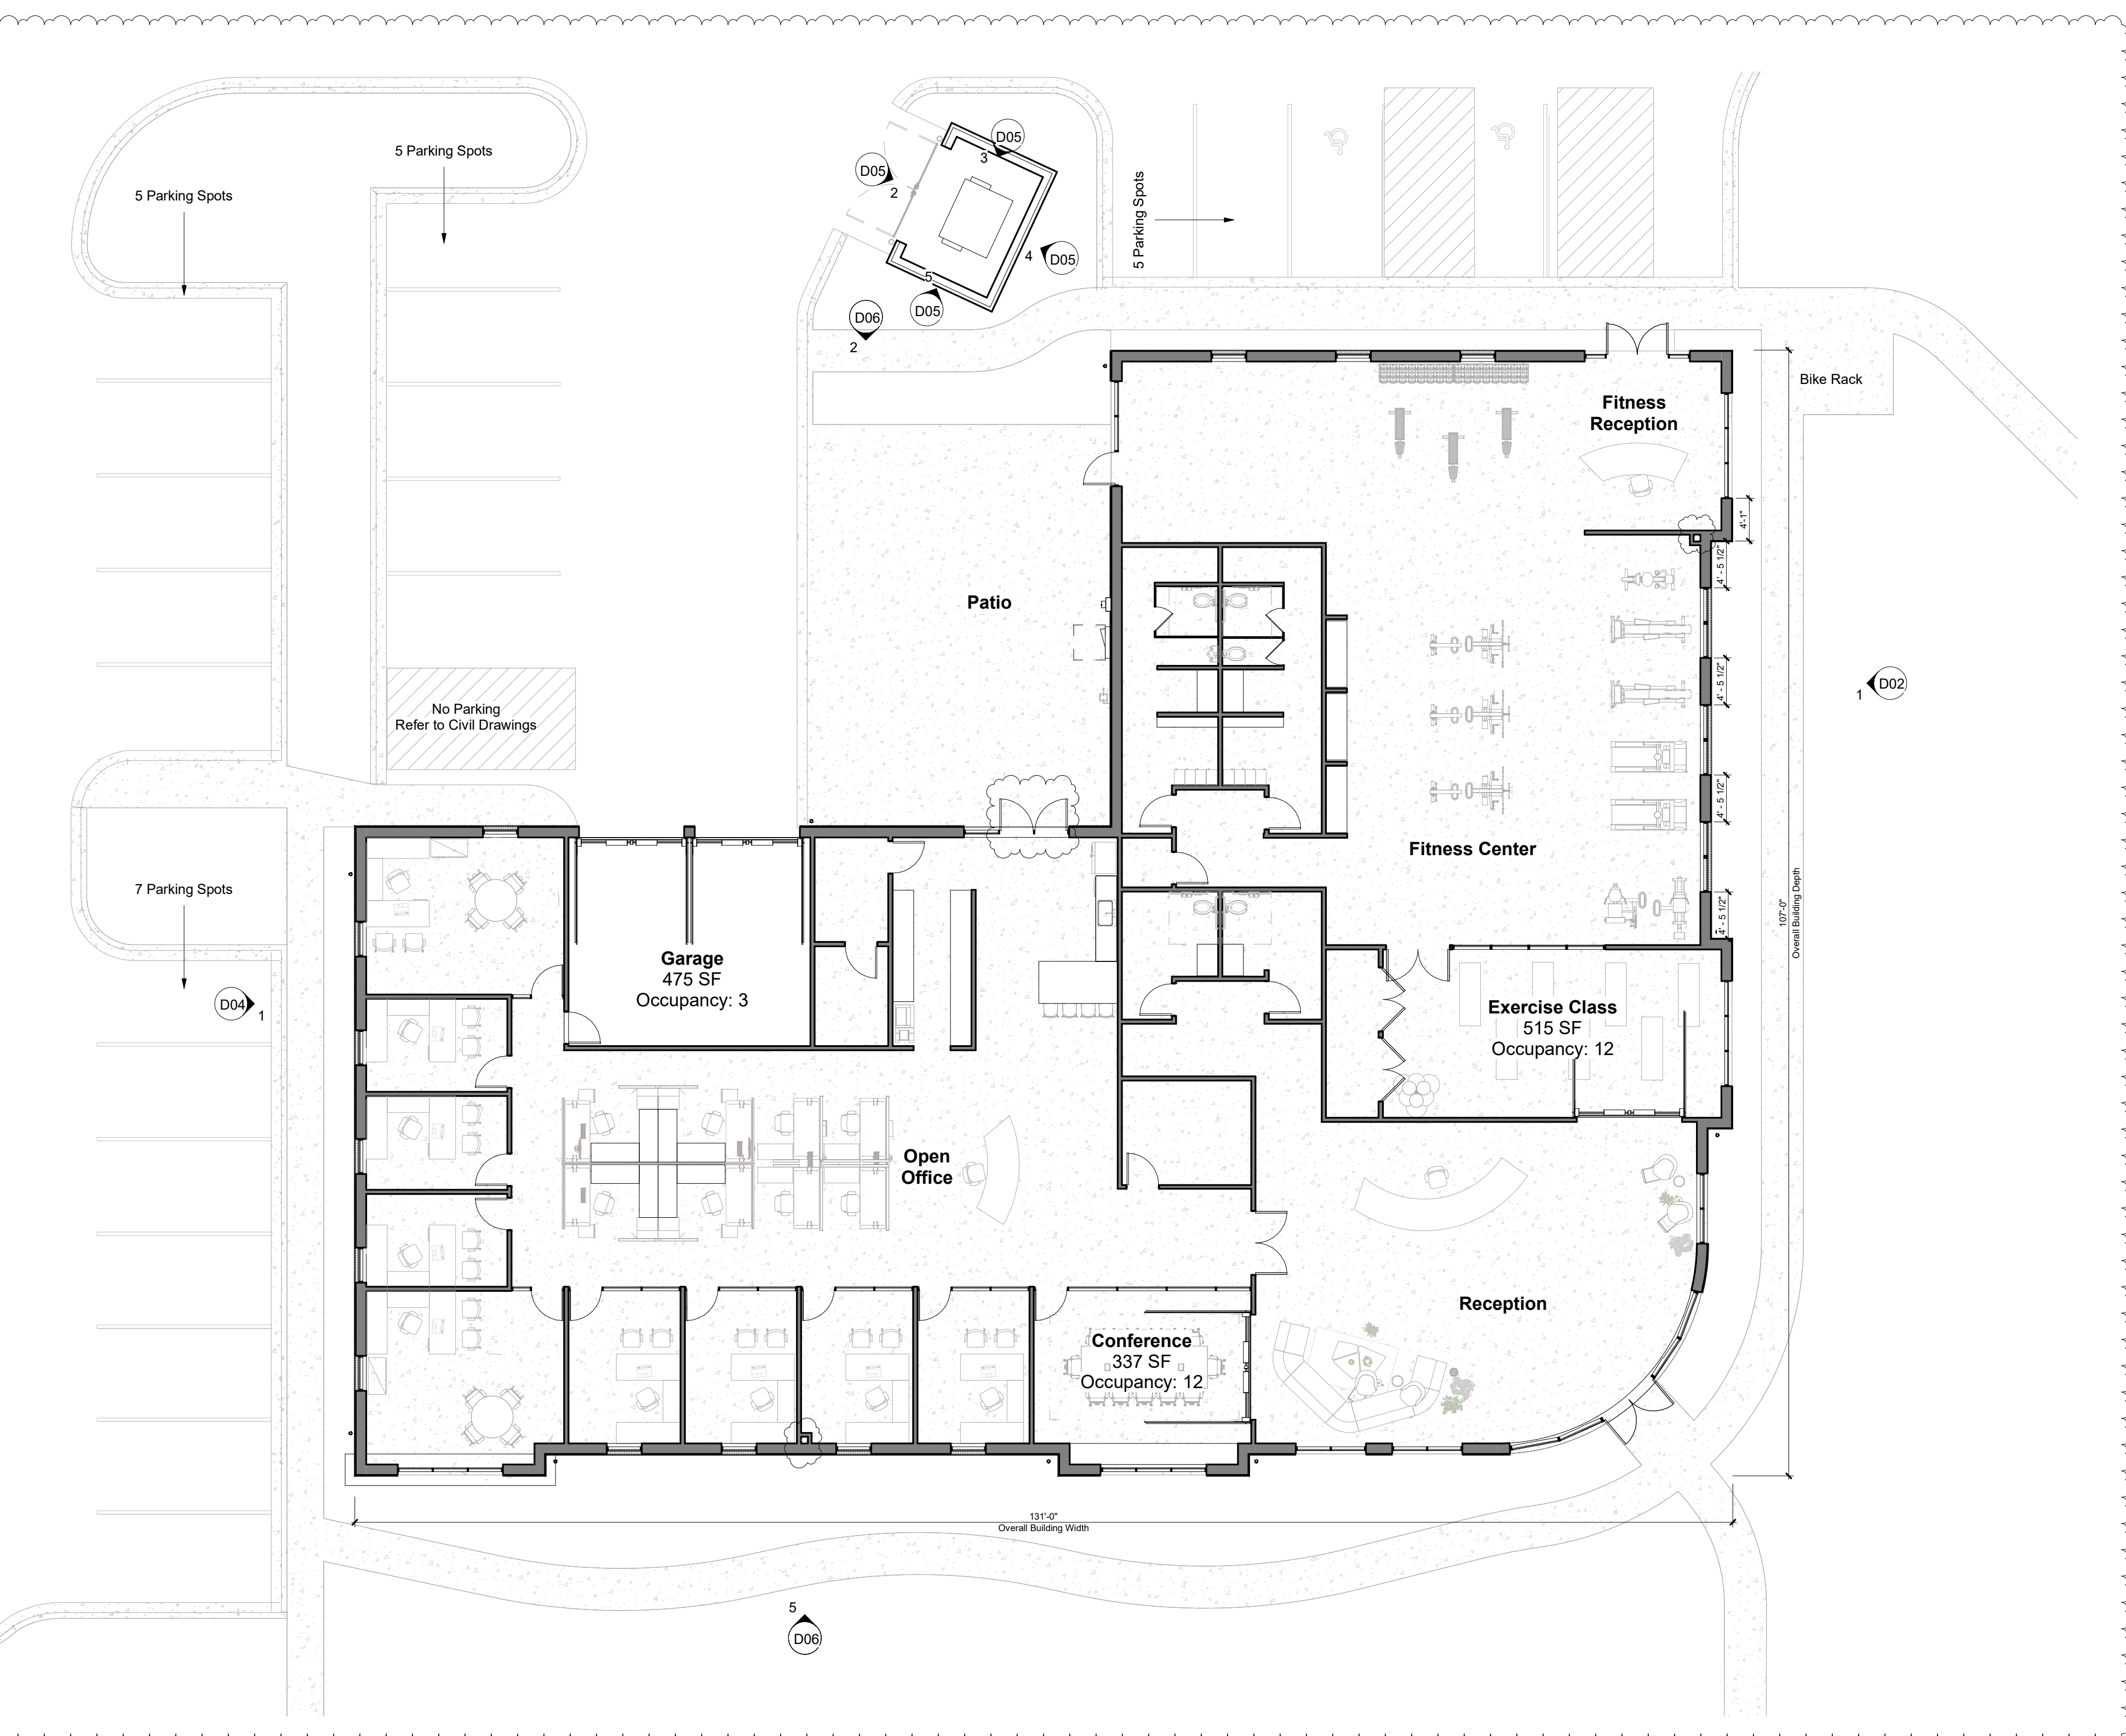 5 Parking Spots
5 Parking Spots
5 Parking Spots
D05
3
D05
2
4
D05
5
D05
D06
2
Bike Rack
Fitness
Reception
4'-1"
4' - 5 1/2"
Patio
4' - 5 1/2"
1
D02
No Parking
Refer to Civil Drawings
4' - 5 1/2"
Fitness Center
7 Parking Spots
4' - 5 1/2"
107'-0"
Overall Building Depth
Garage
475 SF
Occupancy: 3
D04
1
Exercise Class
515 SF
Occupancy: 12
Open
Office
Reception
Conference
337 SF
Occupancy: 12
131'-0"
Overall Building Width
5
D06